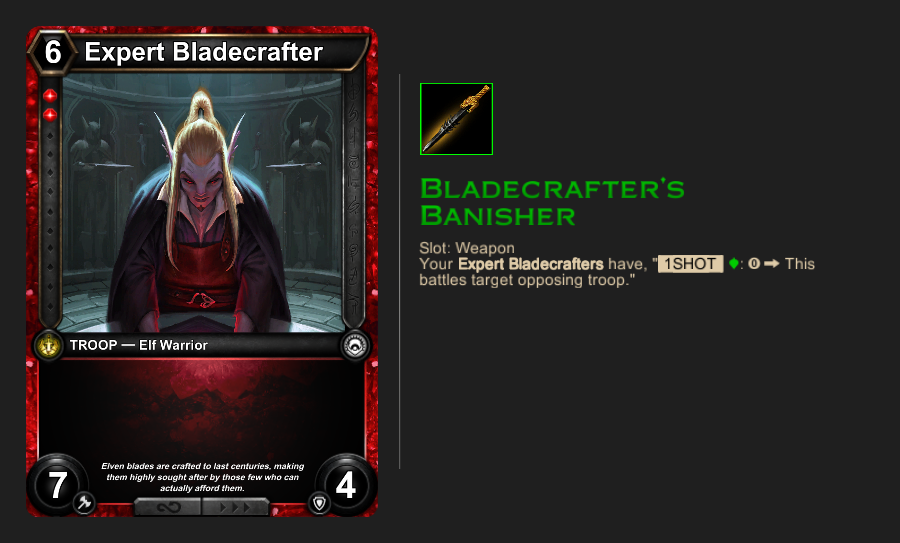 6 Expert Bladecrafter
TROOP — Elf Warrior
Elven blades are crafted to last centuries, making
them highly sought after by those few who can
actually afford them.
7
4
BLADECRAFTER'S
BANISHER
Slot: Weapon
Your Expert Bladecrafters have, "1SHOT : 0 ➡ This
battles target opposing troop."